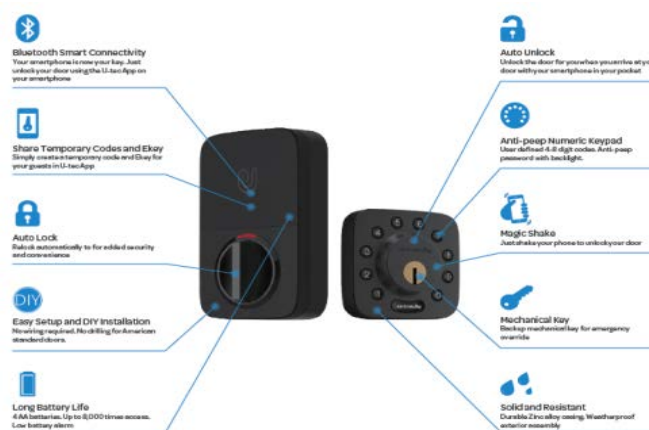 Bluetooth Smart Connectivity
Your smartphone is now your key. Just
unlock your door using the U-tec App on
your smartphone
Share Temporary Codes and Ekey
Simply create a temporary code and Ekey for
your guests in U-tec App
Auto Lock
Relock automatically to for added security
and convenience
DIY
Easy Setup and DIY Installation
No wiring required. No drilling for American
standard doors.
Long Battery Life
4 AA batteries. Up to 8,000 times access.
Low battery alarm
Auto Unlock
Unlock the door for you when you arrive at yo
door with your smartphone in your pocket
Anti-peep Numeric Keypad
User defined 4-8 digit codes. Anti-peep
password with backlight.
Magic Shake
Just shake your phone to unlock your door
Mechanical Key
Backup mechanical key for emergency
override
Solid and Resistant
Durable Zinc alloy casing. Weatherproof
exterior assembly